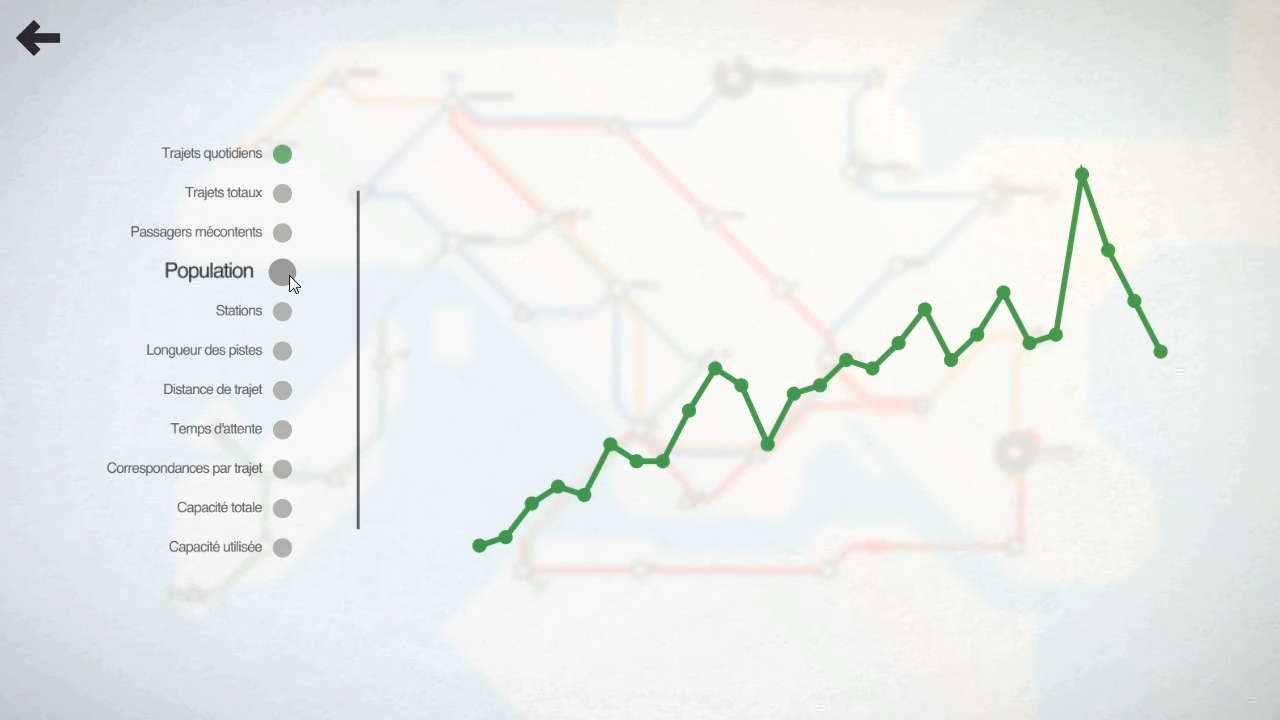 Trajets quotidiens
Trajets totaux
Passagers mécontents
Population
Stations
Longueur des pistes
Distance de trajet
Temps d'attente
Correspondances par trajet
Capacité totale
Capacité utilisée